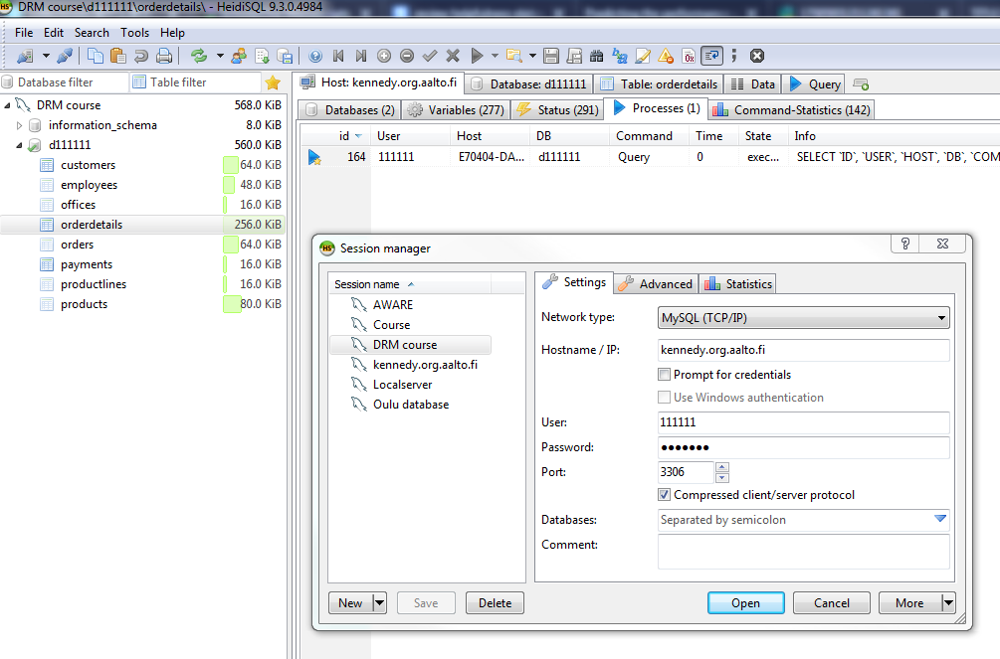 DRM course\d111111\orderdetails\ - HeidiSQL 9.3.0.4984
File Edit Search Tools Help
Database filter Table filter
Host: kennedy.org.aalto.fi Database: d111111 Table: orderdetails Data Query
Databases (2) Variables (277) Status (291) Processes (1) Command-Statistics (142)
DRM course 568.0 KiB
information_schema 8.0 KiB
d111111 560.0 KiB
customers 64.0 KiB
employees 48.0 KiB
offices 16.0 KiB
orderdetails 256.0 KiB
orders 64.0 KiB
payments 16.0 KiB
productlines 16.0 KiB
products 80.0 KiB
id User Host DB Command Time State Info
164 111111 E70404-DA... d111111 Query 0 exec... SELECT `ID`, `USER`, `HOST`, `DB`, `COM
Session manager
Session name
AWARE
Course
DRM course
kennedy.org.aalto.fi
Localserver
Oulu database
Settings Advanced Statistics
Network type: MySQL (TCP/IP)
Hostname / IP: kennedy.org.aalto.fi
Prompt for credentials
Use Windows authentication
User: 111111
Password: ●●●●●●●
Port: 3306
Compressed client/server protocol
Databases: Separated by semicolon
Comment:
New Save Delete Open Cancel More